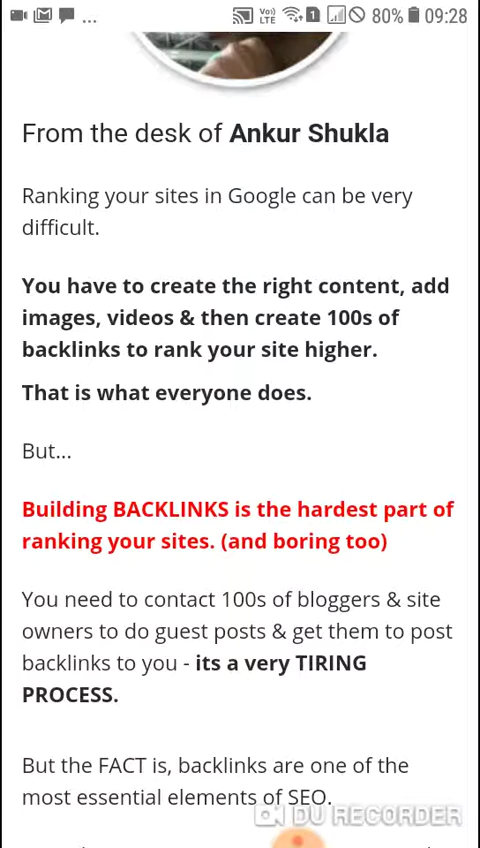 ... Vo)) LTE 1 80% 09:28
From the desk of Ankur Shukla
Ranking your sites in Google can be very
difficult.
You have to create the right content, add
images, videos & then create 100s of
backlinks to rank your site higher.
That is what everyone does.
But...
Building BACKLINKS is the hardest part of
ranking your sites. (and boring too)
You need to contact 100s of bloggers & site
owners to do guest posts & get them to post
backlinks to you - its a very TIRING
PROCESS.
But the FACT is, backlinks are one of the
most essential elements of SEO.
DU RECORDER